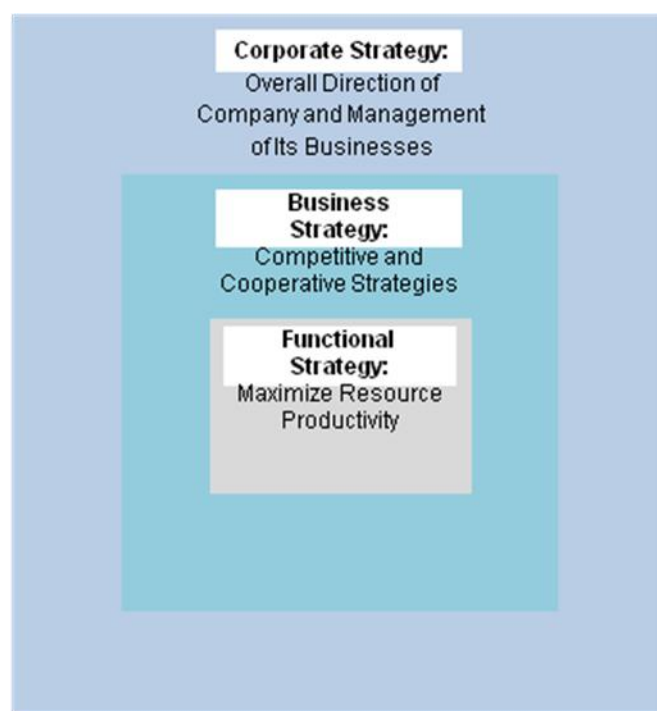 Corporate Strategy:
Overall Direction of
Company and Management
of Its Businesses
Business
Strategy:
Competitive and
Cooperative Strategies
Functional
Strategy:
Maximize Resource
Productivity